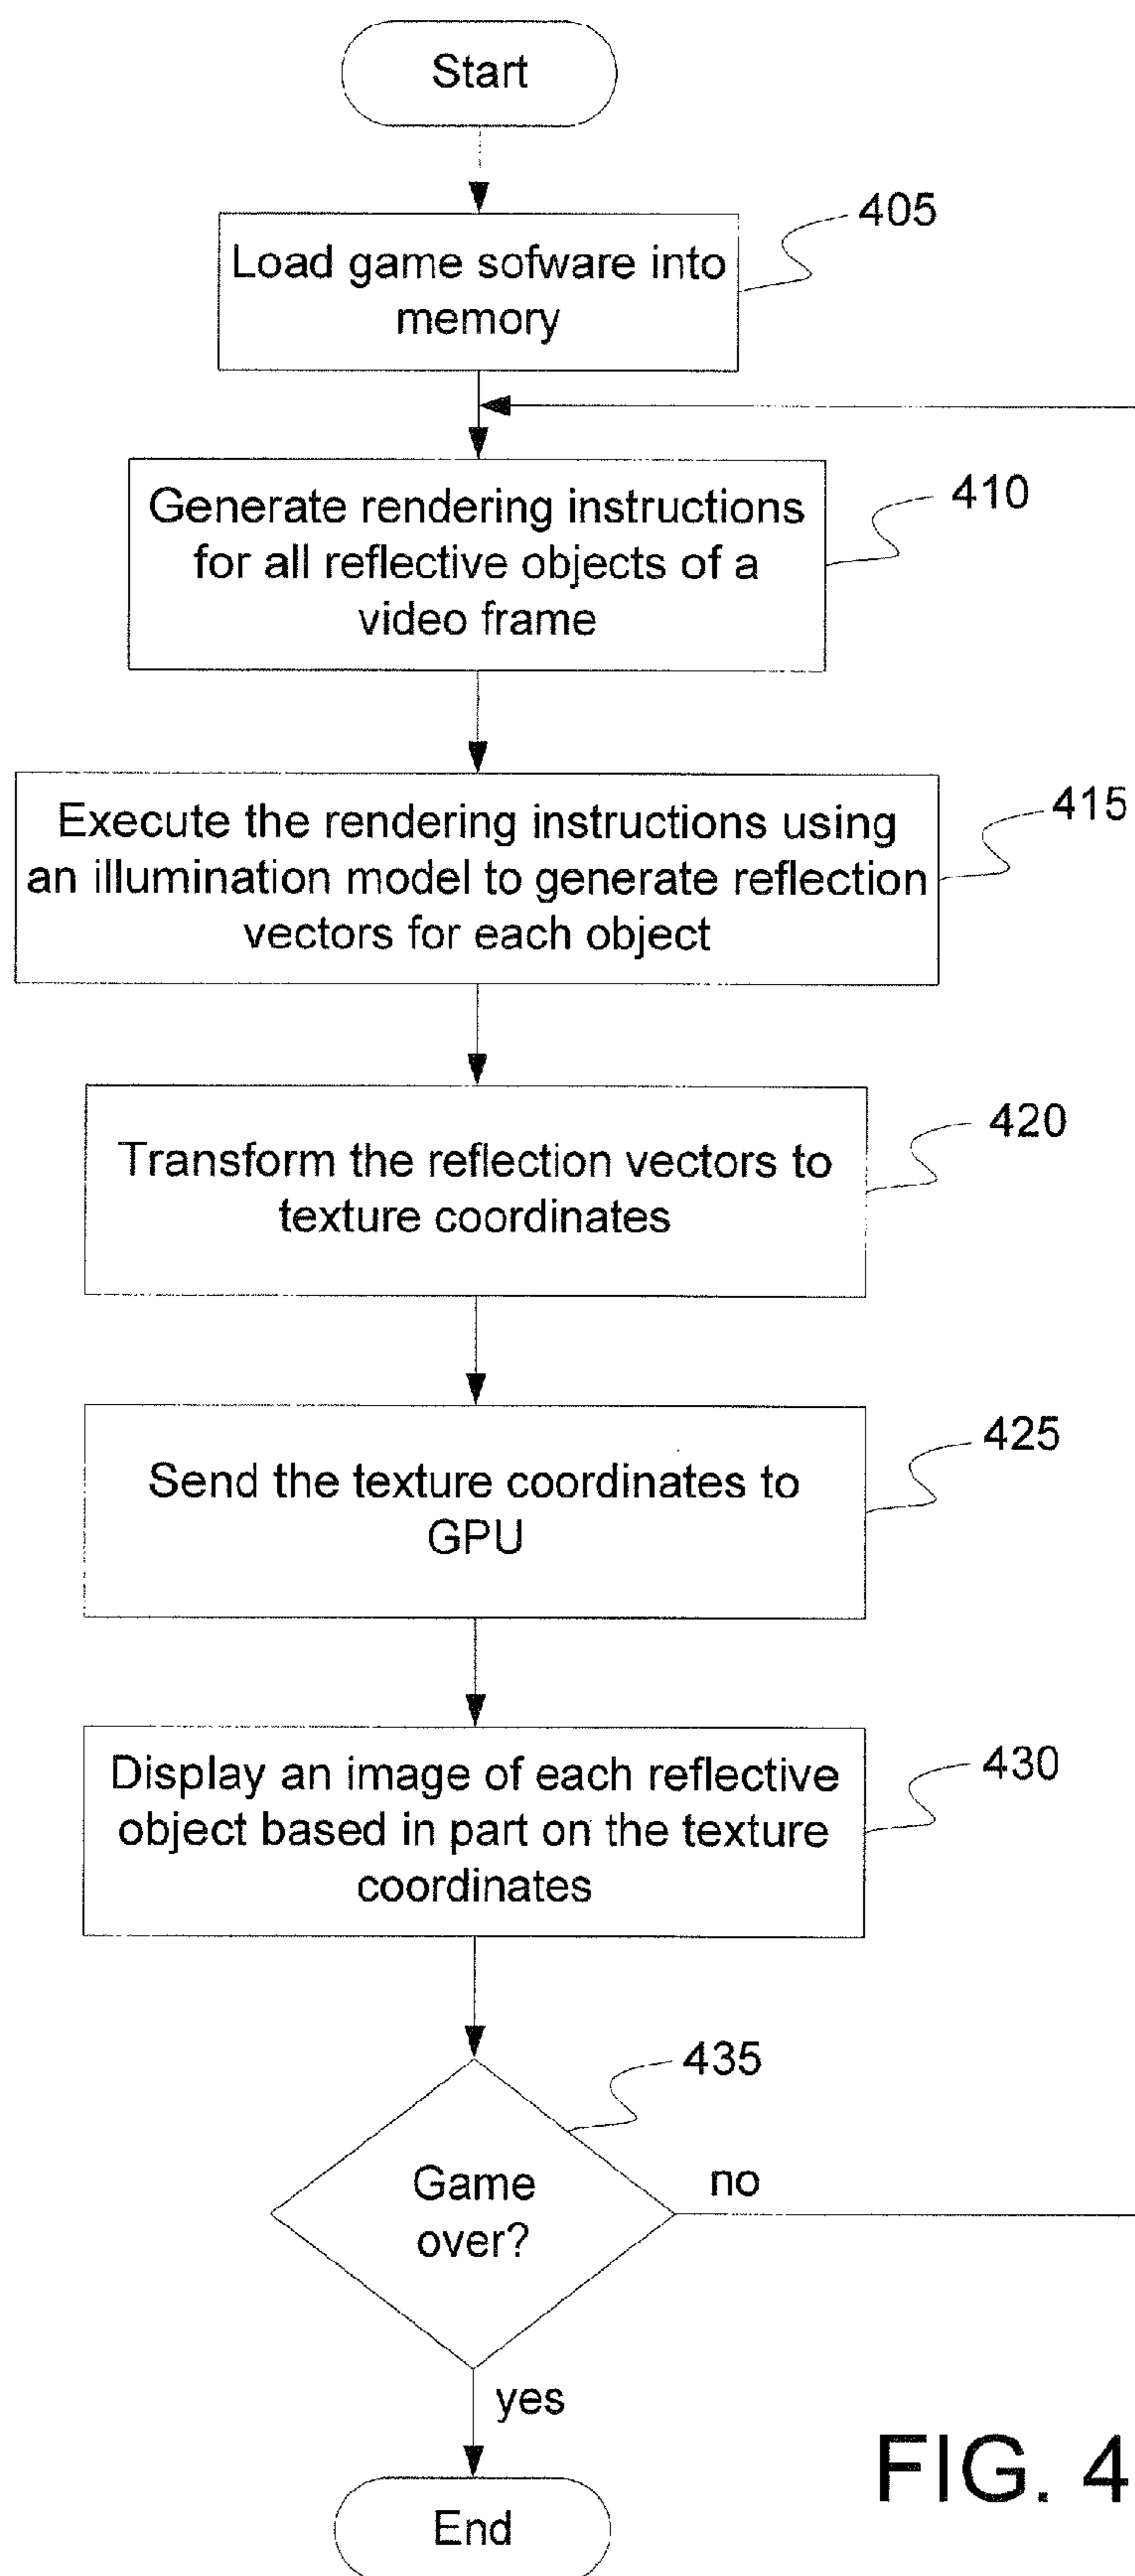 Start
405
Load game sofware into
memory
410
Generate rendering instructions
for all reflective objects of a
video frame
415
Execute the rendering instructions using
an illumination model to generate reflection
vectors for each object
420
Transform the reflection vectors to
texture coordinates
425
Send the texture coordinates to
GPU
430
Display an image of each reflective
object based in part on the texture
coordinates
435
Game
over?
no
yes
End
FIG. 4